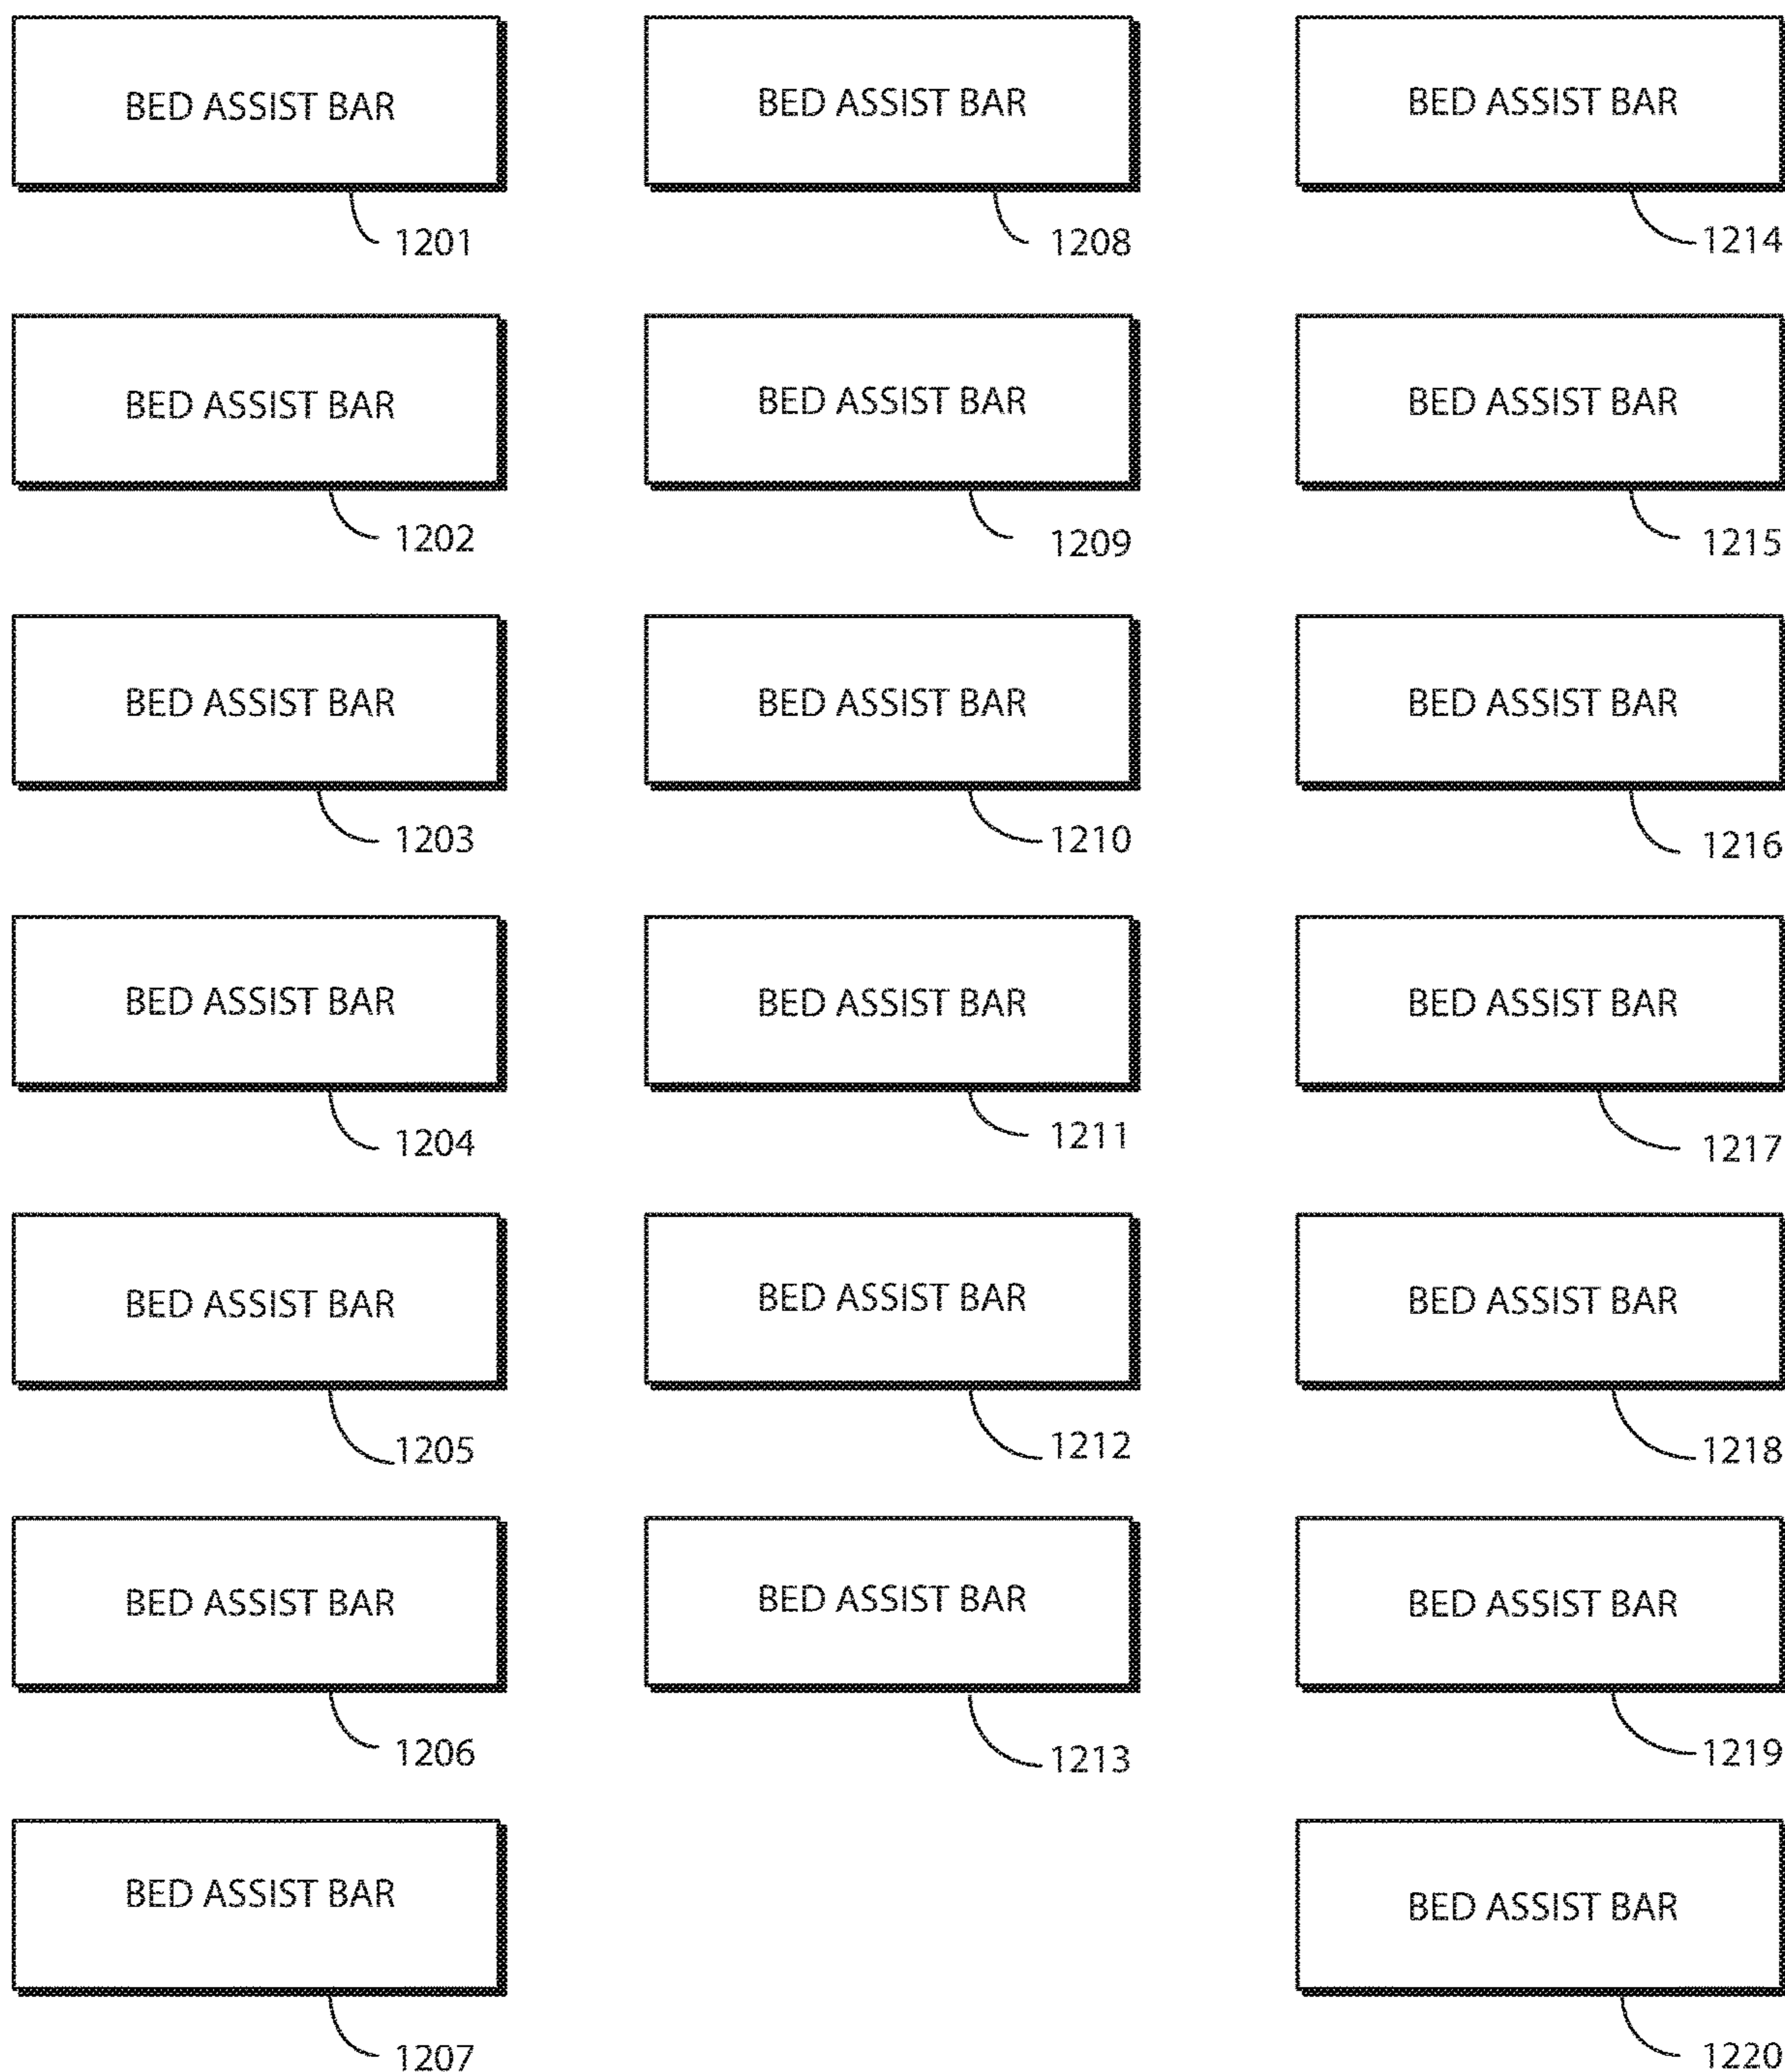 BED ASSIST BAR
1201
BED ASSIST BAR
1202
BED ASSIST BAR
1203
BED ASSIST BAR
1204
BED ASSIST BAR
1205
BED ASSIST BAR
1206
BED ASSIST BAR
1207
BED ASSIST BAR
1208
BED ASSIST BAR
1209
BED ASSIST BAR
1210
BED ASSIST BAR
1211
BED ASSIST BAR
1212
BED ASSIST BAR
1213
BED ASSIST BAR
1214
BED ASSIST BAR
1215
BED ASSIST BAR
1216
BED ASSIST BAR
1217
BED ASSIST BAR
1218
BED ASSIST BAR
1219
BED ASSIST BAR
1220